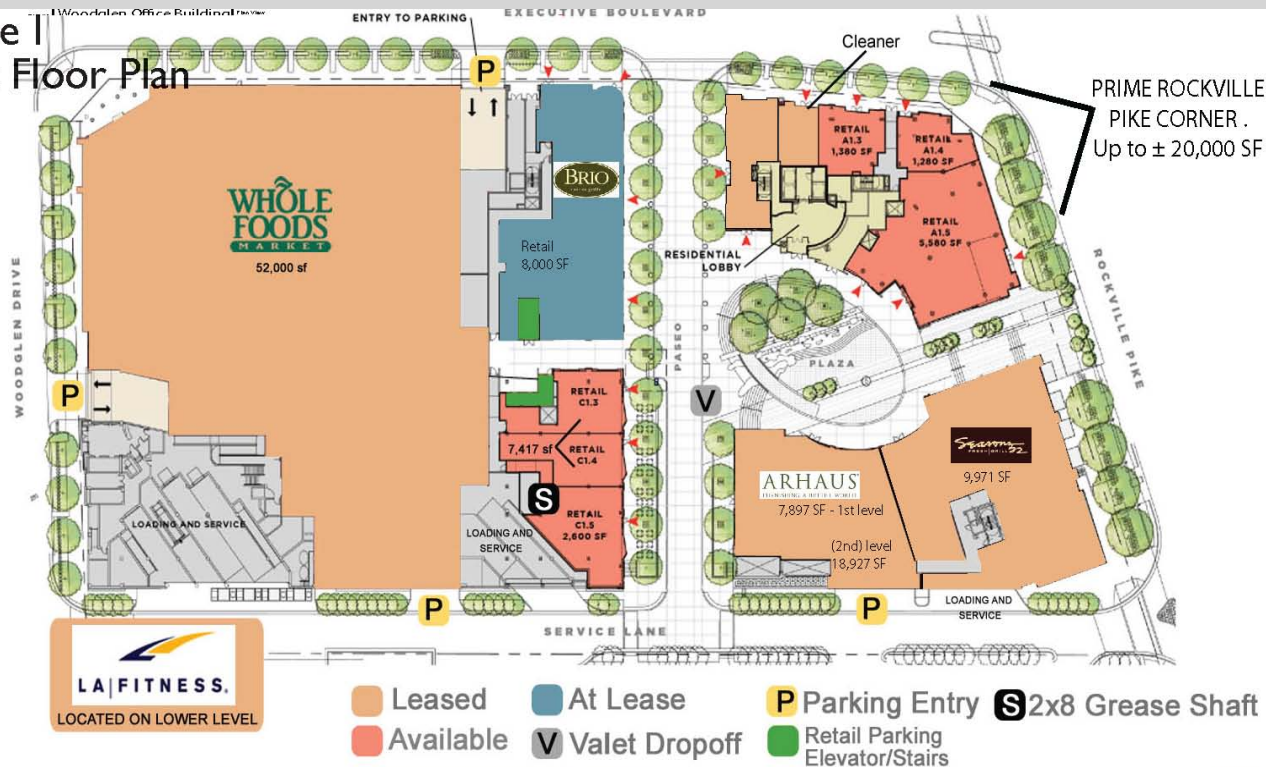 Woodglen Office Building
e I
Floor Plan
ENTRY TO PARKING
EXECUTIVE BOULEVARD
P
Cleaner
PRIME ROCKVILLE
PIKE CORNER .
Up to ± 20,000 SF
WHOLE
FOODS
MARKET
52,000 sf
BRIO
Retail
8,000 SF
RETAIL
A1.3
1,380 SF
RETAIL
A1.4
1,280 SF
RETAIL
A1.5
5,580 SF
RESIDENTIAL
LOBBY
WOODGLEN DRIVE
PASEO
PLAZA
ROCKVILLE PIKE
P
V
RETAIL
C1.3
7,417 sf
RETAIL
C1.4
S
RETAIL
C1.5
2,600 SF
LOADING AND SERVICE
LOADING AND
SERVICE
ARHAUS
7,897 SF - 1st level
(2nd) level
18,927 SF
Seasons 52
FRESH GRILL
9,971 SF
P
P
LOADING AND
SERVICE
SERVICE LANE
LA|FITNESS.
LOCATED ON LOWER LEVEL
Leased
At Lease
P Parking Entry
S 2x8 Grease Shaft
Available
V Valet Dropoff
Retail Parking
Elevator/Stairs